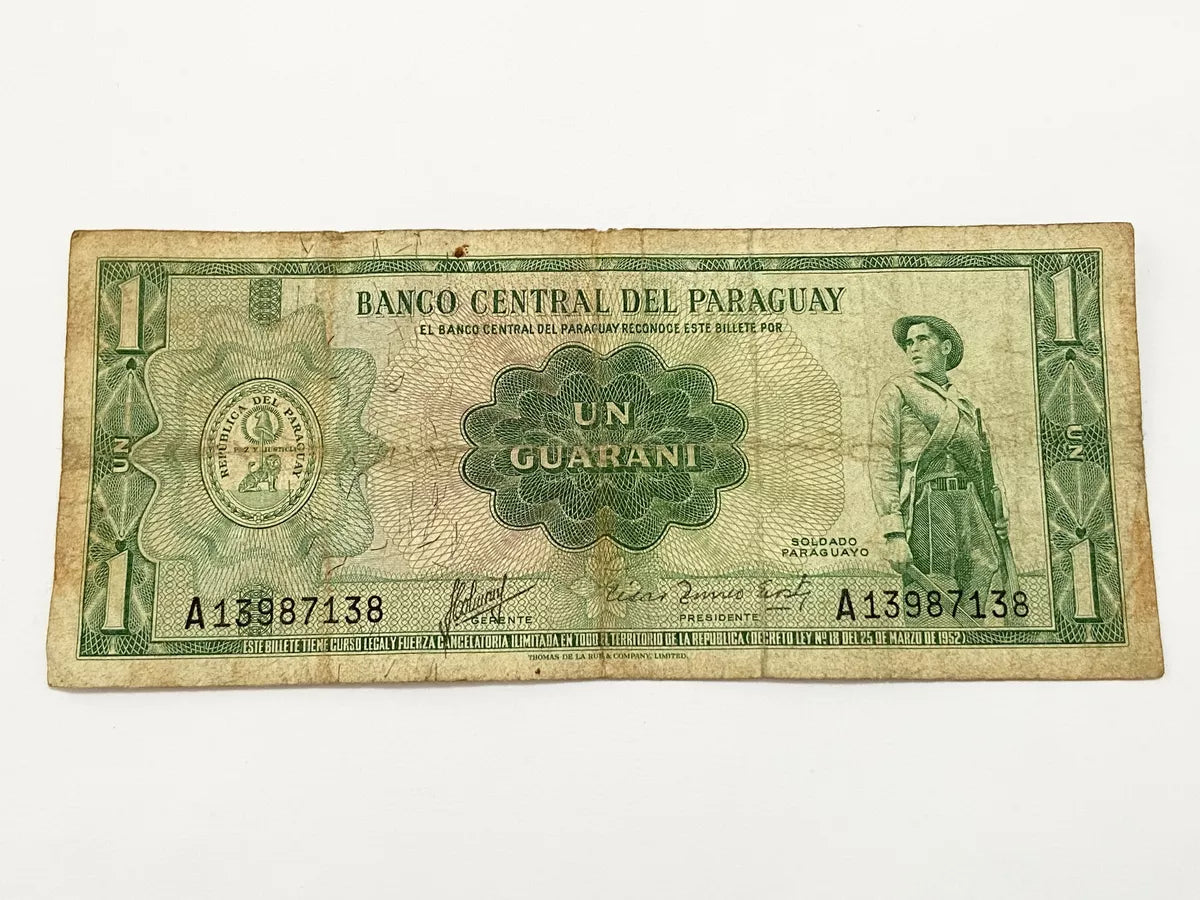 1
1
BANCO CENTRAL DEL PARAGUAY
EL BANCO CENTRAL DEL PARAGUAY RECONOCE ESTE BILLETE POR
REPUBLICA DEL PARAGUAY
PAZ Y JUSTICIA
UN
UN
GUARANI
UN
SOLDADO
PARAGUAYO
1
A13987138
GERENTE
PRESIDENTE
A13987138
1
ESTE BILLETE TIENE CURSO LEGAL Y FUERZA CANCELATORIA ILIMITADA EN TODO EL TERRITORIO DE LA REPUBLICA (DECRETO LEY Nº 18 DEL 25 DE MARZO DE 1952)
THOMAS DE LA RUE & COMPANY, LIMITED.